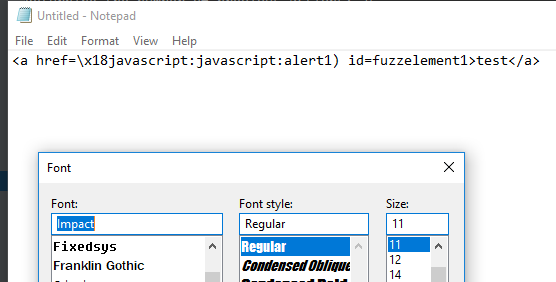 Untitled - Notepad
File Edit Format View Help
<a href=\x18javascript:javascript:alert1) id=fuzzelement1>test</a>
Font
Font: Font style: Size:
Impact Regular 11
Fixedsys Regular 11
Franklin Gothic Condensed Oblique 12
14